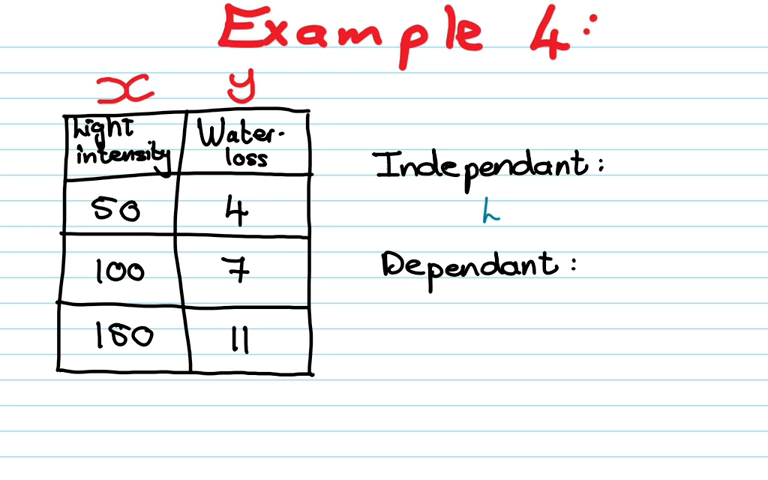 Example 4:
x y
Light intensity
Water-
loss
50 4
100 7
150 11
Independant:
h
Dependant: